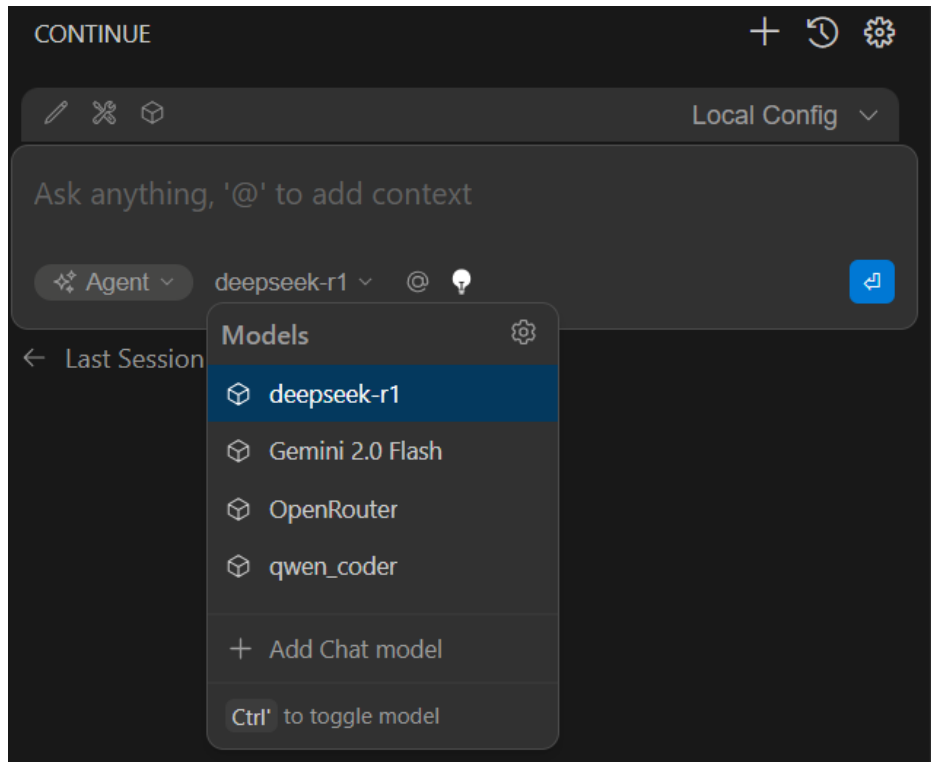 CONTINUE
Local Config
Ask anything, '@' to add context
Agent deepseek-r1 @
Models
Last Session
deepseek-r1
Gemini 2.0 Flash
OpenRouter
qwen_coder
+ Add Chat model
Ctrl' to toggle model